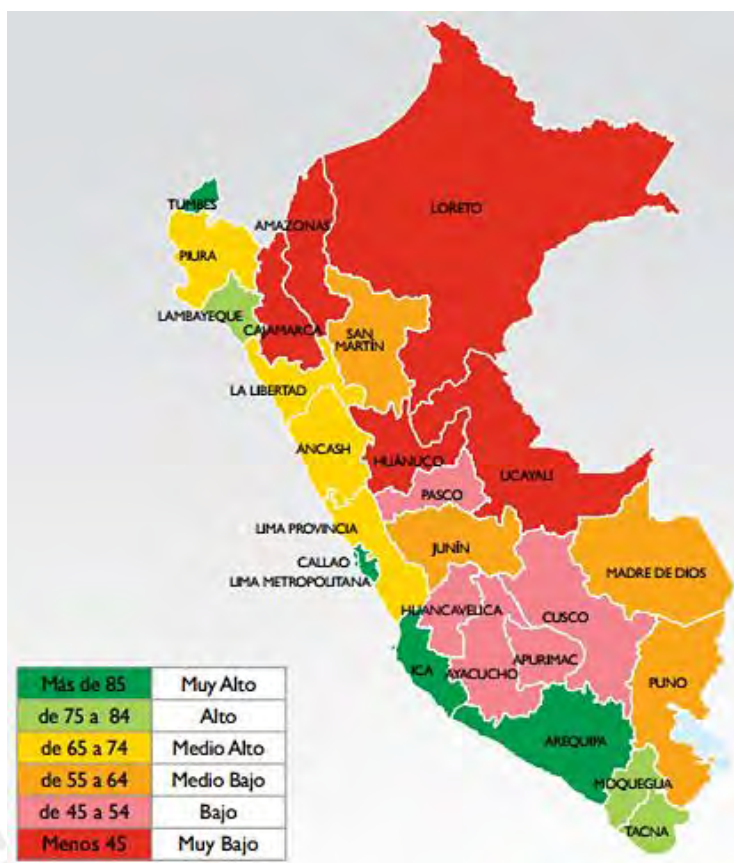 TUMBES
AMAZONAS
LORETO
PIURA
LAMBAYEQUE
CAJAMARCA
SAN
MARTÍN
LA LIBERTAD
ANCASH
HUÁNUCO
UCAYALI
PASCO
LIMA PROVINCIA
JUNÍN
CALLAO
LIMA METROPOLITANA
MADRE DE DIOS
HUANCAVELICA
CUSCO
APURIMAC
ICA
AYACUCHO
PUNO
AREQUIPA
MOQUEGUA
TACNA
Más de 85 Muy Alto
de 75 a 84 Alto
de 65 a 74 Medio Alto
de 55 a 64 Medio Bajo
de 45 a 54 Bajo
Menos 45 Muy Bajo